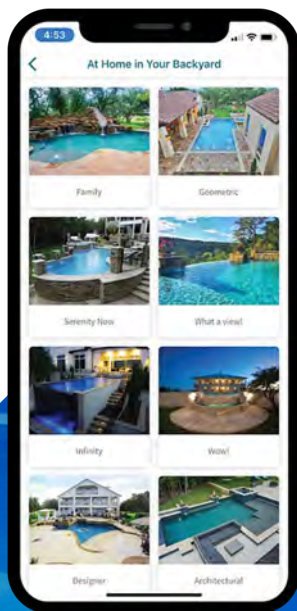 4:53
At Home in Your Backyard
Family
Geometric
Serenity Now
What a view!
Infinity
Wow!
Designer
Architectural